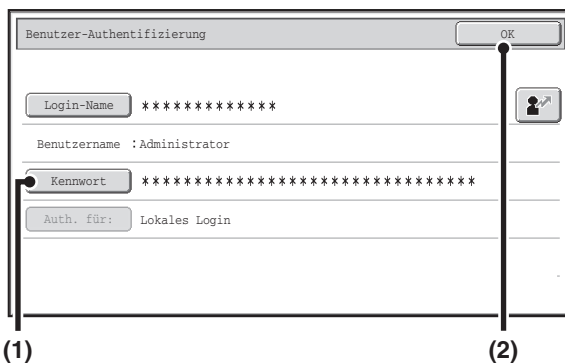 Benutzer-Authentifizierung OK
Login-Name *************
Benutzername :Administrator
Kennwort ********************************
Auth. für: Lokales Login
(1) (2)